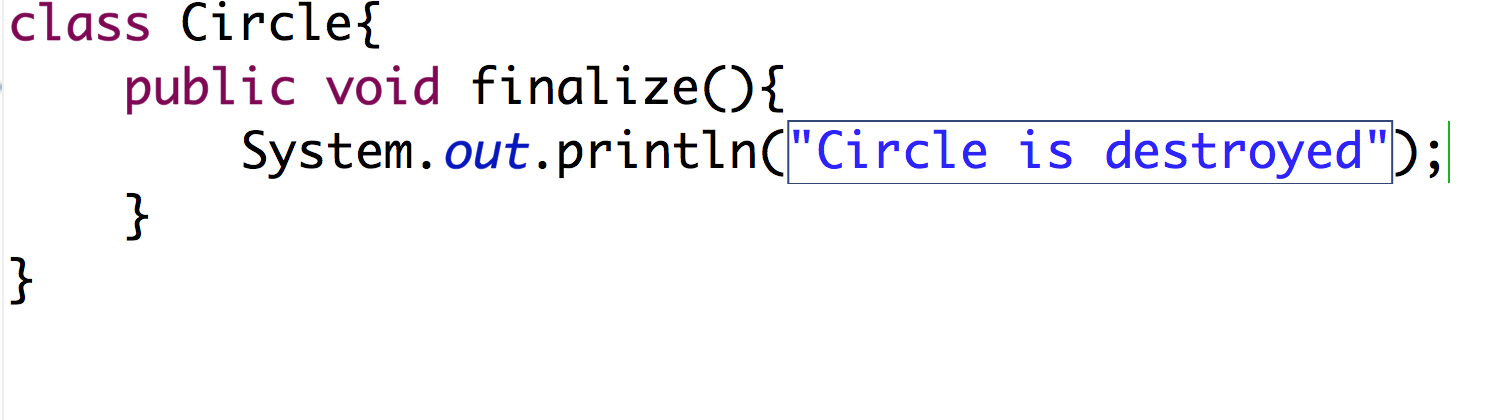 class Circle{
    public void finalize(){
        System.out.println("Circle is destroyed");
    }
}